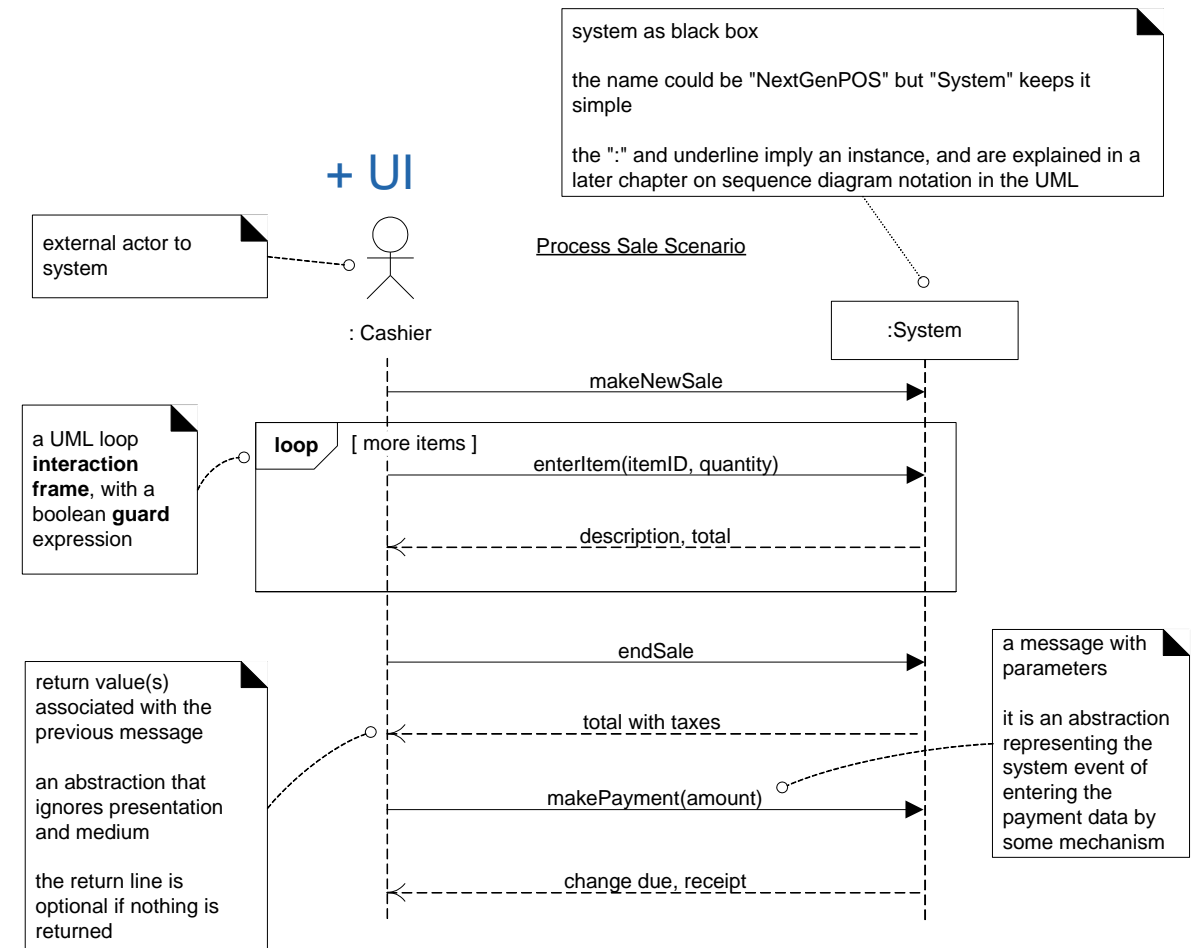 system as black box
the name could be "NextGenPOS" but "System" keeps it
simple
the ":" and underline imply an instance, and are explained in a
later chapter on sequence diagram notation in the UML
+ UI
external actor to
system
Process Sale Scenario
: Cashier
:System
makeNewSale
a UML loop
interaction
frame, with a
boolean guard
expression
loop
[ more items ]
enterItem(itemID, quantity)
description, total
endSale
a message with
parameters
it is an abstraction
representing the
system event of
entering the
payment data by
some mechanism
return value(s)
associated with the
previous message
an abstraction that
ignores presentation
and medium
the return line is
optional if nothing is
returned
total with taxes
makePayment(amount)
change due, receipt